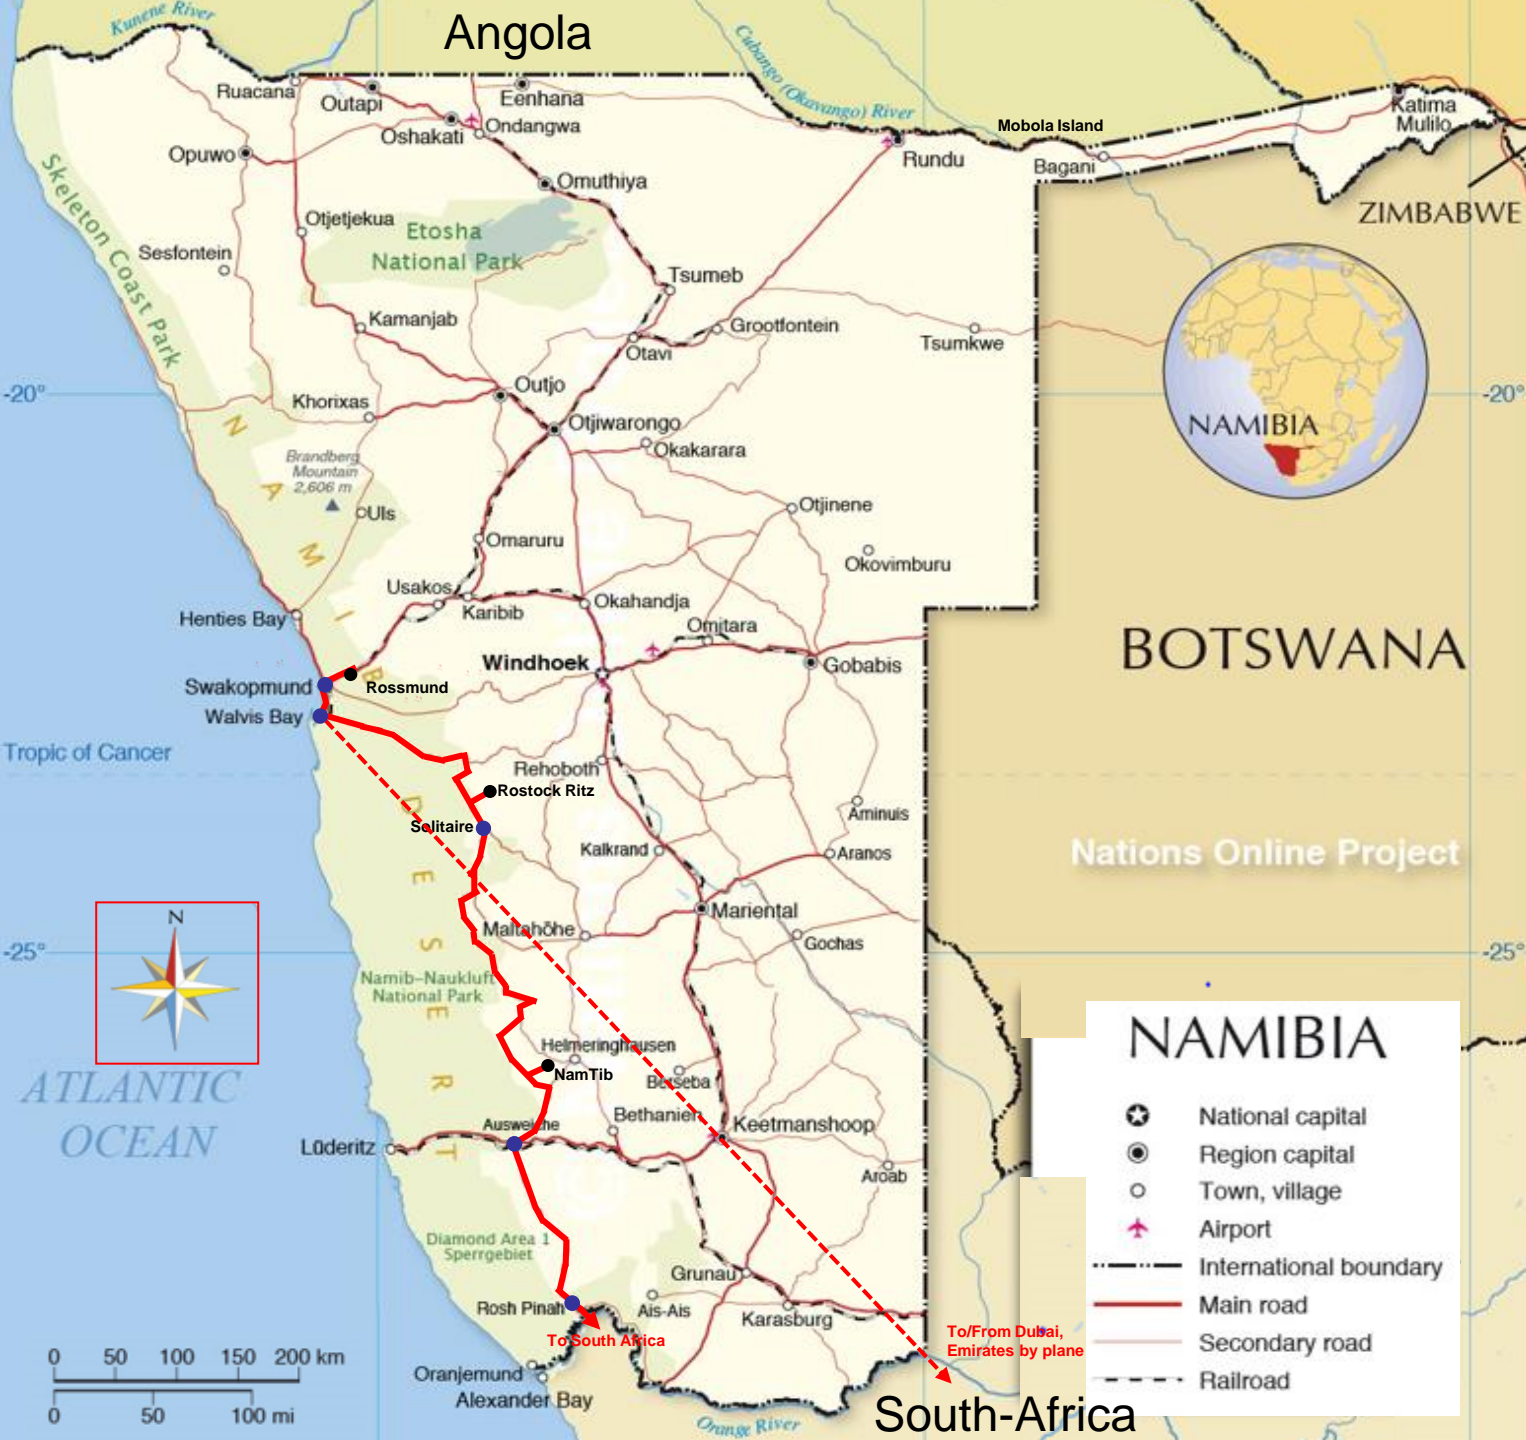 Kunene River
Angola
Cubango (Okavango) River
Ruacana
Outapi
Eenhana
Oshakati
Ondangwa
Opuwo
Omuthiya
Rundu
Mobola Island
Bagani
Katima
Mulilo
ZIMBABWE
Skeleton Coast Park
Otjetjekua
Sesfontein
Etosha
National Park
Tsumeb
Kamanjab
Grootfontein
Otavi
Tsumkwe
-20°
-20°
Outjo
Khorixas
Otjiwarongo
Okakarara
NAMIBIA
Brandberg
Mountain
2,606 m
Uis
Otjinene
Omaruru
Okovimburu
Usakos
Karibib
Okahandja
Henties Bay
Omitara
BOTSWANA
Windhoek
Gobabis
Swakopmund
Rossmund
Walvis Bay
Tropic of Cancer
Rehoboth
Rostock Ritz
Aminuis
Solitaire
Kalkrand
Aranos
Nations Online Project
NAMIB
DESERT
Mariental
Maltahöhe
Gochas
-25°
-25°
N
Namib-Naukluft
National Park
Helmeringhausen
NamTib
Berseba
ATLANTIC
OCEAN
Ausweiche
Bethanien
Keetmanshoop
Lüderitz
Aroab
Diamond Area 1
Sperrgebiet
Grunau
Rosh Pinah
Ais-Ais
Karasburg
To South Africa
To/From Dubai,
Emirates by plane
Oranjemund
Alexander Bay
Orange River
South-Africa
0 50 100 150 200 km
0 50 100 mi
NAMIBIA
National capital
Region capital
Town, village
Airport
International boundary
Main road
Secondary road
Railroad